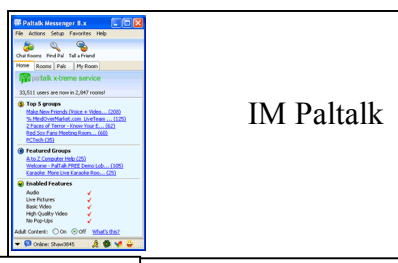 Paltalk Messenger 8.x
File Actions Setup Favorites Help
Chat Rooms Find Pal Tell a Friend
Home Rooms Pals My Room
paltalk x-treme service
33,511 users are now in 2,847 rooms!
Top 5 groups
Make New Friends (Voice + Video... (208)
% MindOverMarket.com LiveTeam ... (125)
2 Faces of Terror - Know Your E... (62)
Red Sox Fans Meeting Room... (60)
PCTech (35)
Featured Groups
A to Z Computer Help (25)
Welcome - PalTalk FREE Demo Lob... (105)
Karaoke More Live Karaoke Roo... (25)
Enabled Features
Audio
Live Pictures
Basic Video
High Quality Video
No Pop-Ups
Adult Content: On Off What's this?
Online: Shaw3845
IM Paltalk